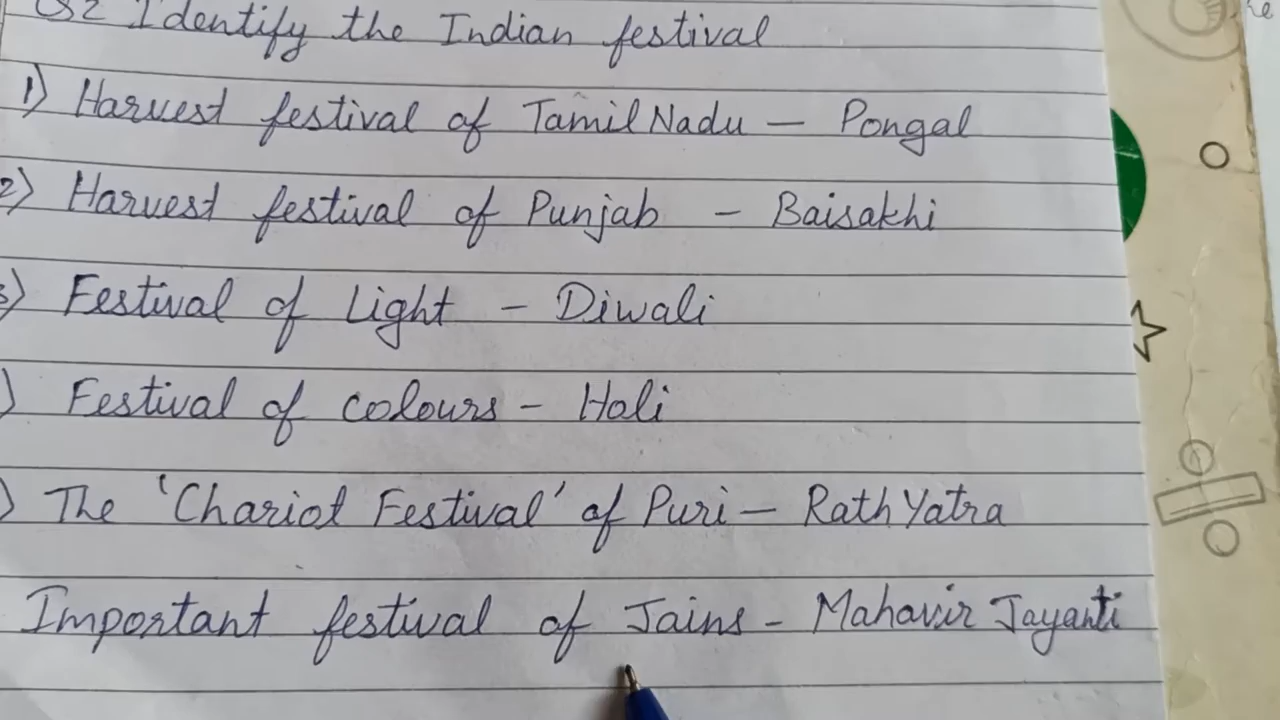 Q2 Identify the Indian festival
1) Harvest festival of Tamil Nadu - Pongal
2) Harvest festival of Punjab - Baisakhi
3) Festival of Light - Diwali
) Festival of colours - Holi
) The 'Chariot Festival' of Puri - Rath Yatra
Important festival of Jains - Mahavir Jayanti